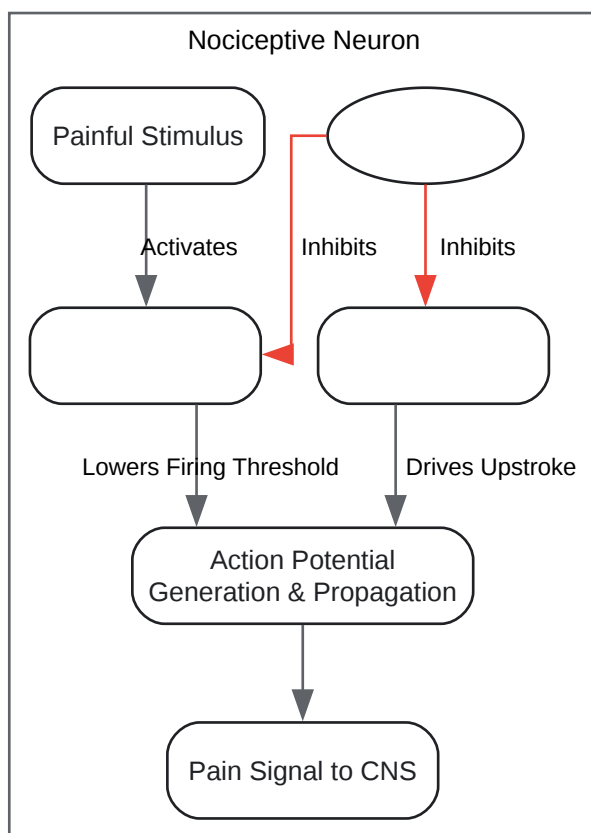 Nociceptive Neuron
Painful Stimulus
Activates
Inhibits
Inhibits
Lowers Firing Threshold
Drives Upstroke
Action Potential
Generation & Propagation
Pain Signal to CNS